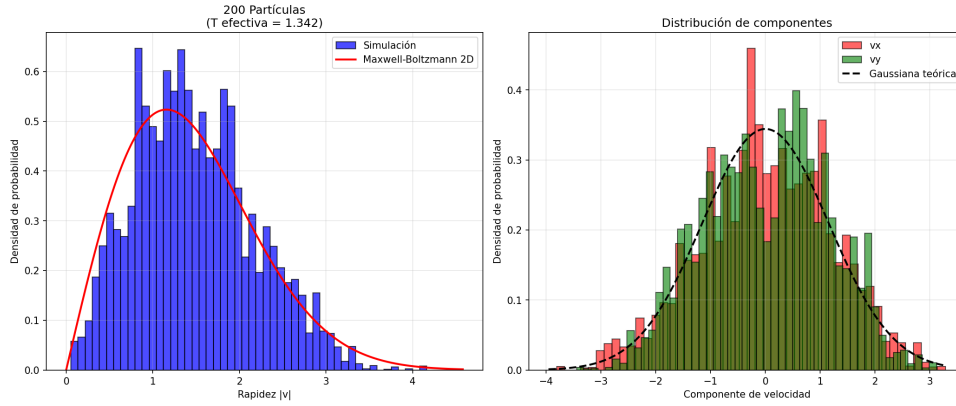 200 Partículas
(T efectiva = 1.342)
Simulación
Maxwell-Boltzmann 2D
Densidad de probabilidad
0.6
0.5
0.4
0.3
0.2
0.1
0.0
0 1 2 3 4
Rapidez |v|
Distribución de componentes
vx
vy
Gaussiana teórica
Densidad de probabilidad
0.4
0.3
0.2
0.1
0.0
−4 −3 −2 −1 0 1 2 3
Componente de velocidad